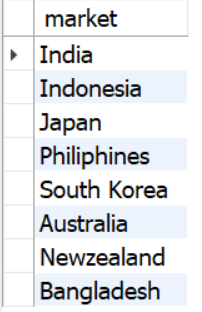 market
India
Indonesia
Japan
Philiphines
South Korea
Australia
Newzealand
Bangladesh